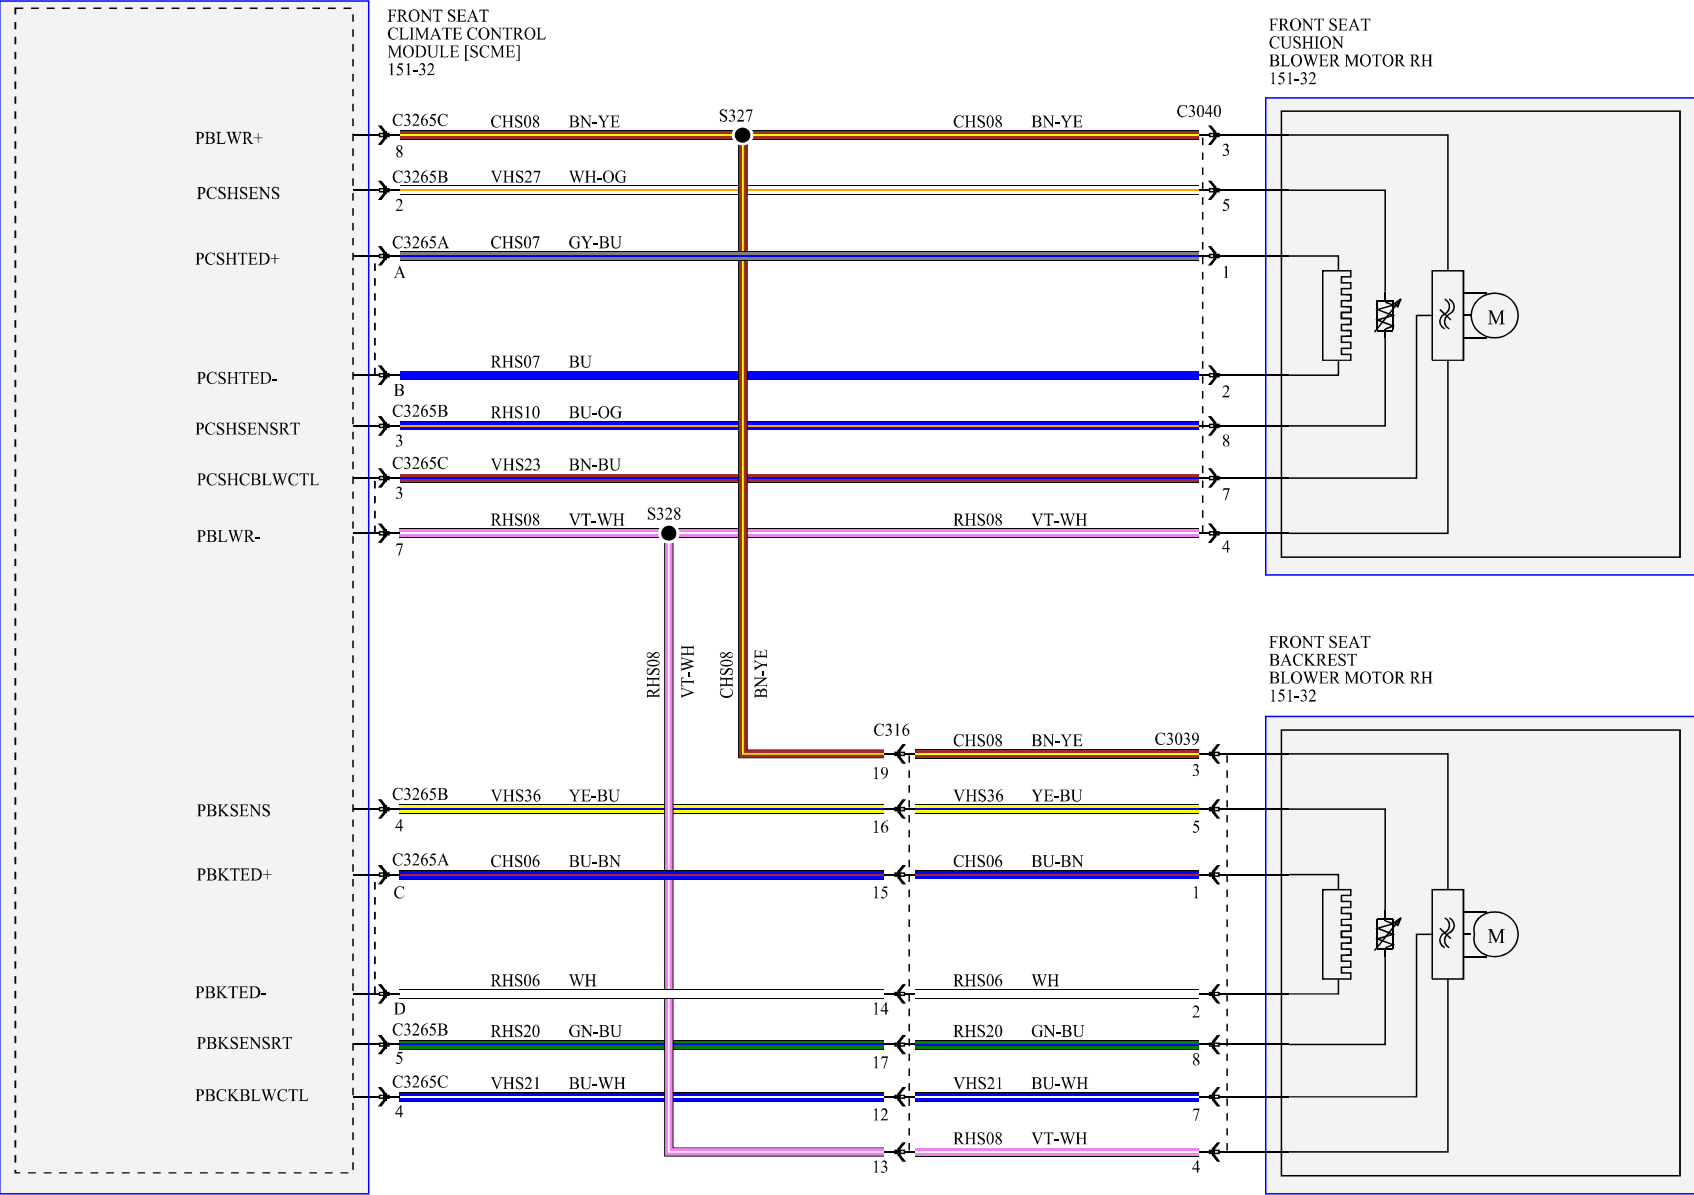 FRONT SEAT
CLIMATE CONTROL
MODULE [SCME]
151-32
FRONT SEAT
CUSHION
BLOWER MOTOR RH
151-32
PBLWR+
C3265C
8
CHS08 BN-YE
S327
CHS08 BN-YE
C3040
3
PCSHSENS
C3265B
2
VHS27 WH-OG
5
PCSHTED+
C3265A
A
CHS07 GY-BU
1
M
PCSHTED-
B
RHS07 BU
2
PCSHSENSRT
C3265B
3
RHS10 BU-OG
8
PCSHCBLWCTL
C3265C
3
VHS23 BN-BU
7
PBLWR-
7
RHS08 VT-WH
S328
RHS08 VT-WH
4
RHS08
VT-WH
CHS08
BN-YE
FRONT SEAT
BACKREST
BLOWER MOTOR RH
151-32
C316
19
CHS08 BN-YE
C3039
3
PBKSENS
C3265B
4
VHS36 YE-BU
16
VHS36 YE-BU
5
PBKTED+
C3265A
C
CHS06 BU-BN
15
CHS06 BU-BN
1
M
PBKTED-
D
RHS06 WH
14
RHS06 WH
2
PBKSENSRT
C3265B
5
RHS20 GN-BU
17
RHS20 GN-BU
8
PBCKBLWCTL
C3265C
4
VHS21 BU-WH
12
VHS21 BU-WH
7
13
RHS08 VT-WH
4